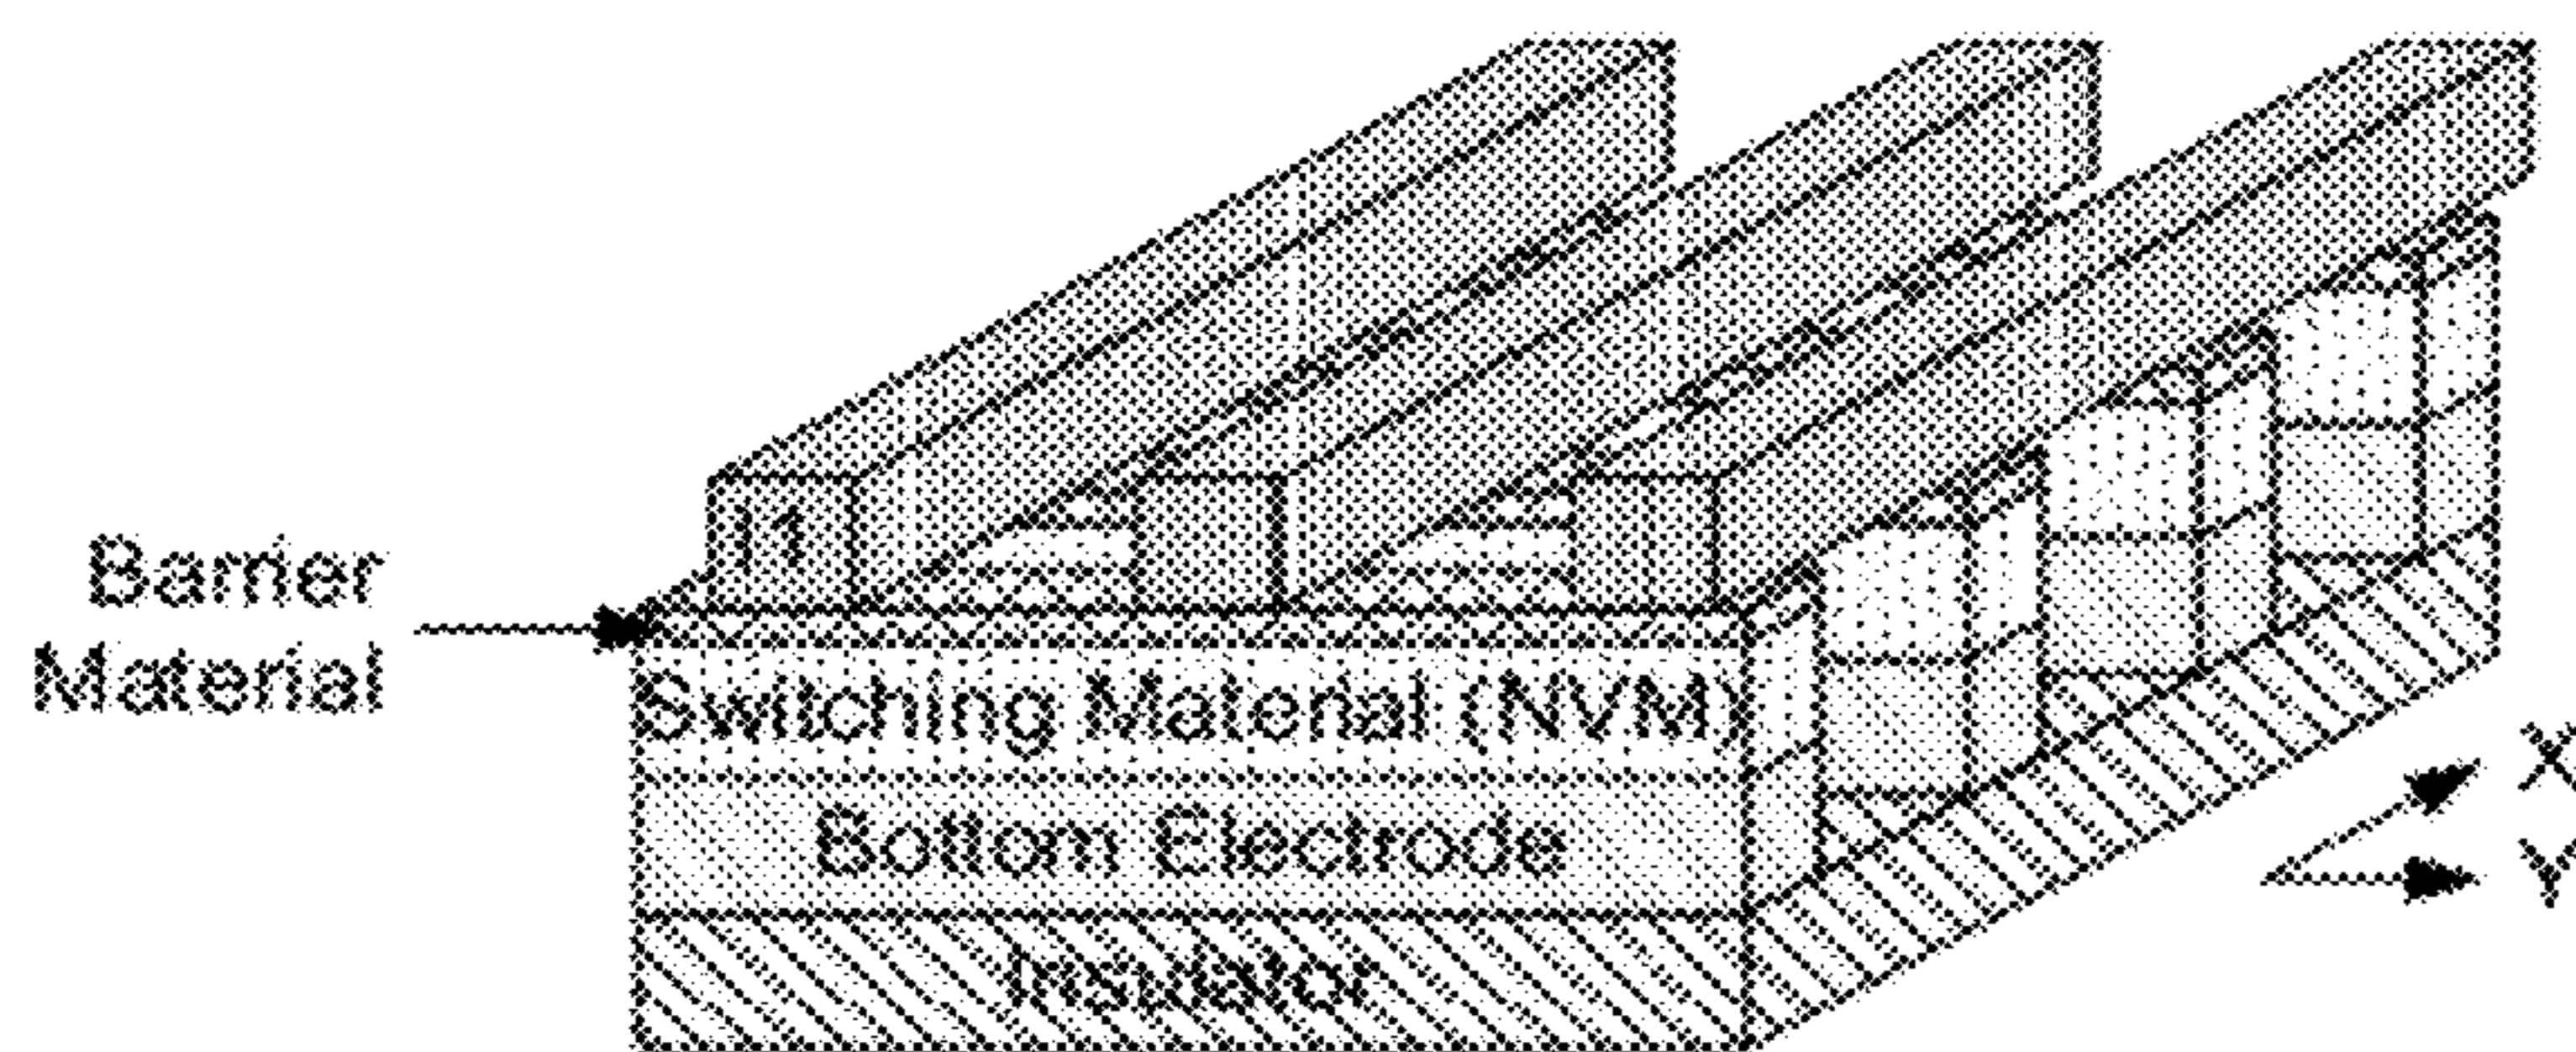 Barrier
Material
Switching Material (NVM)
Bottom Electrode
Insulator
X
Y